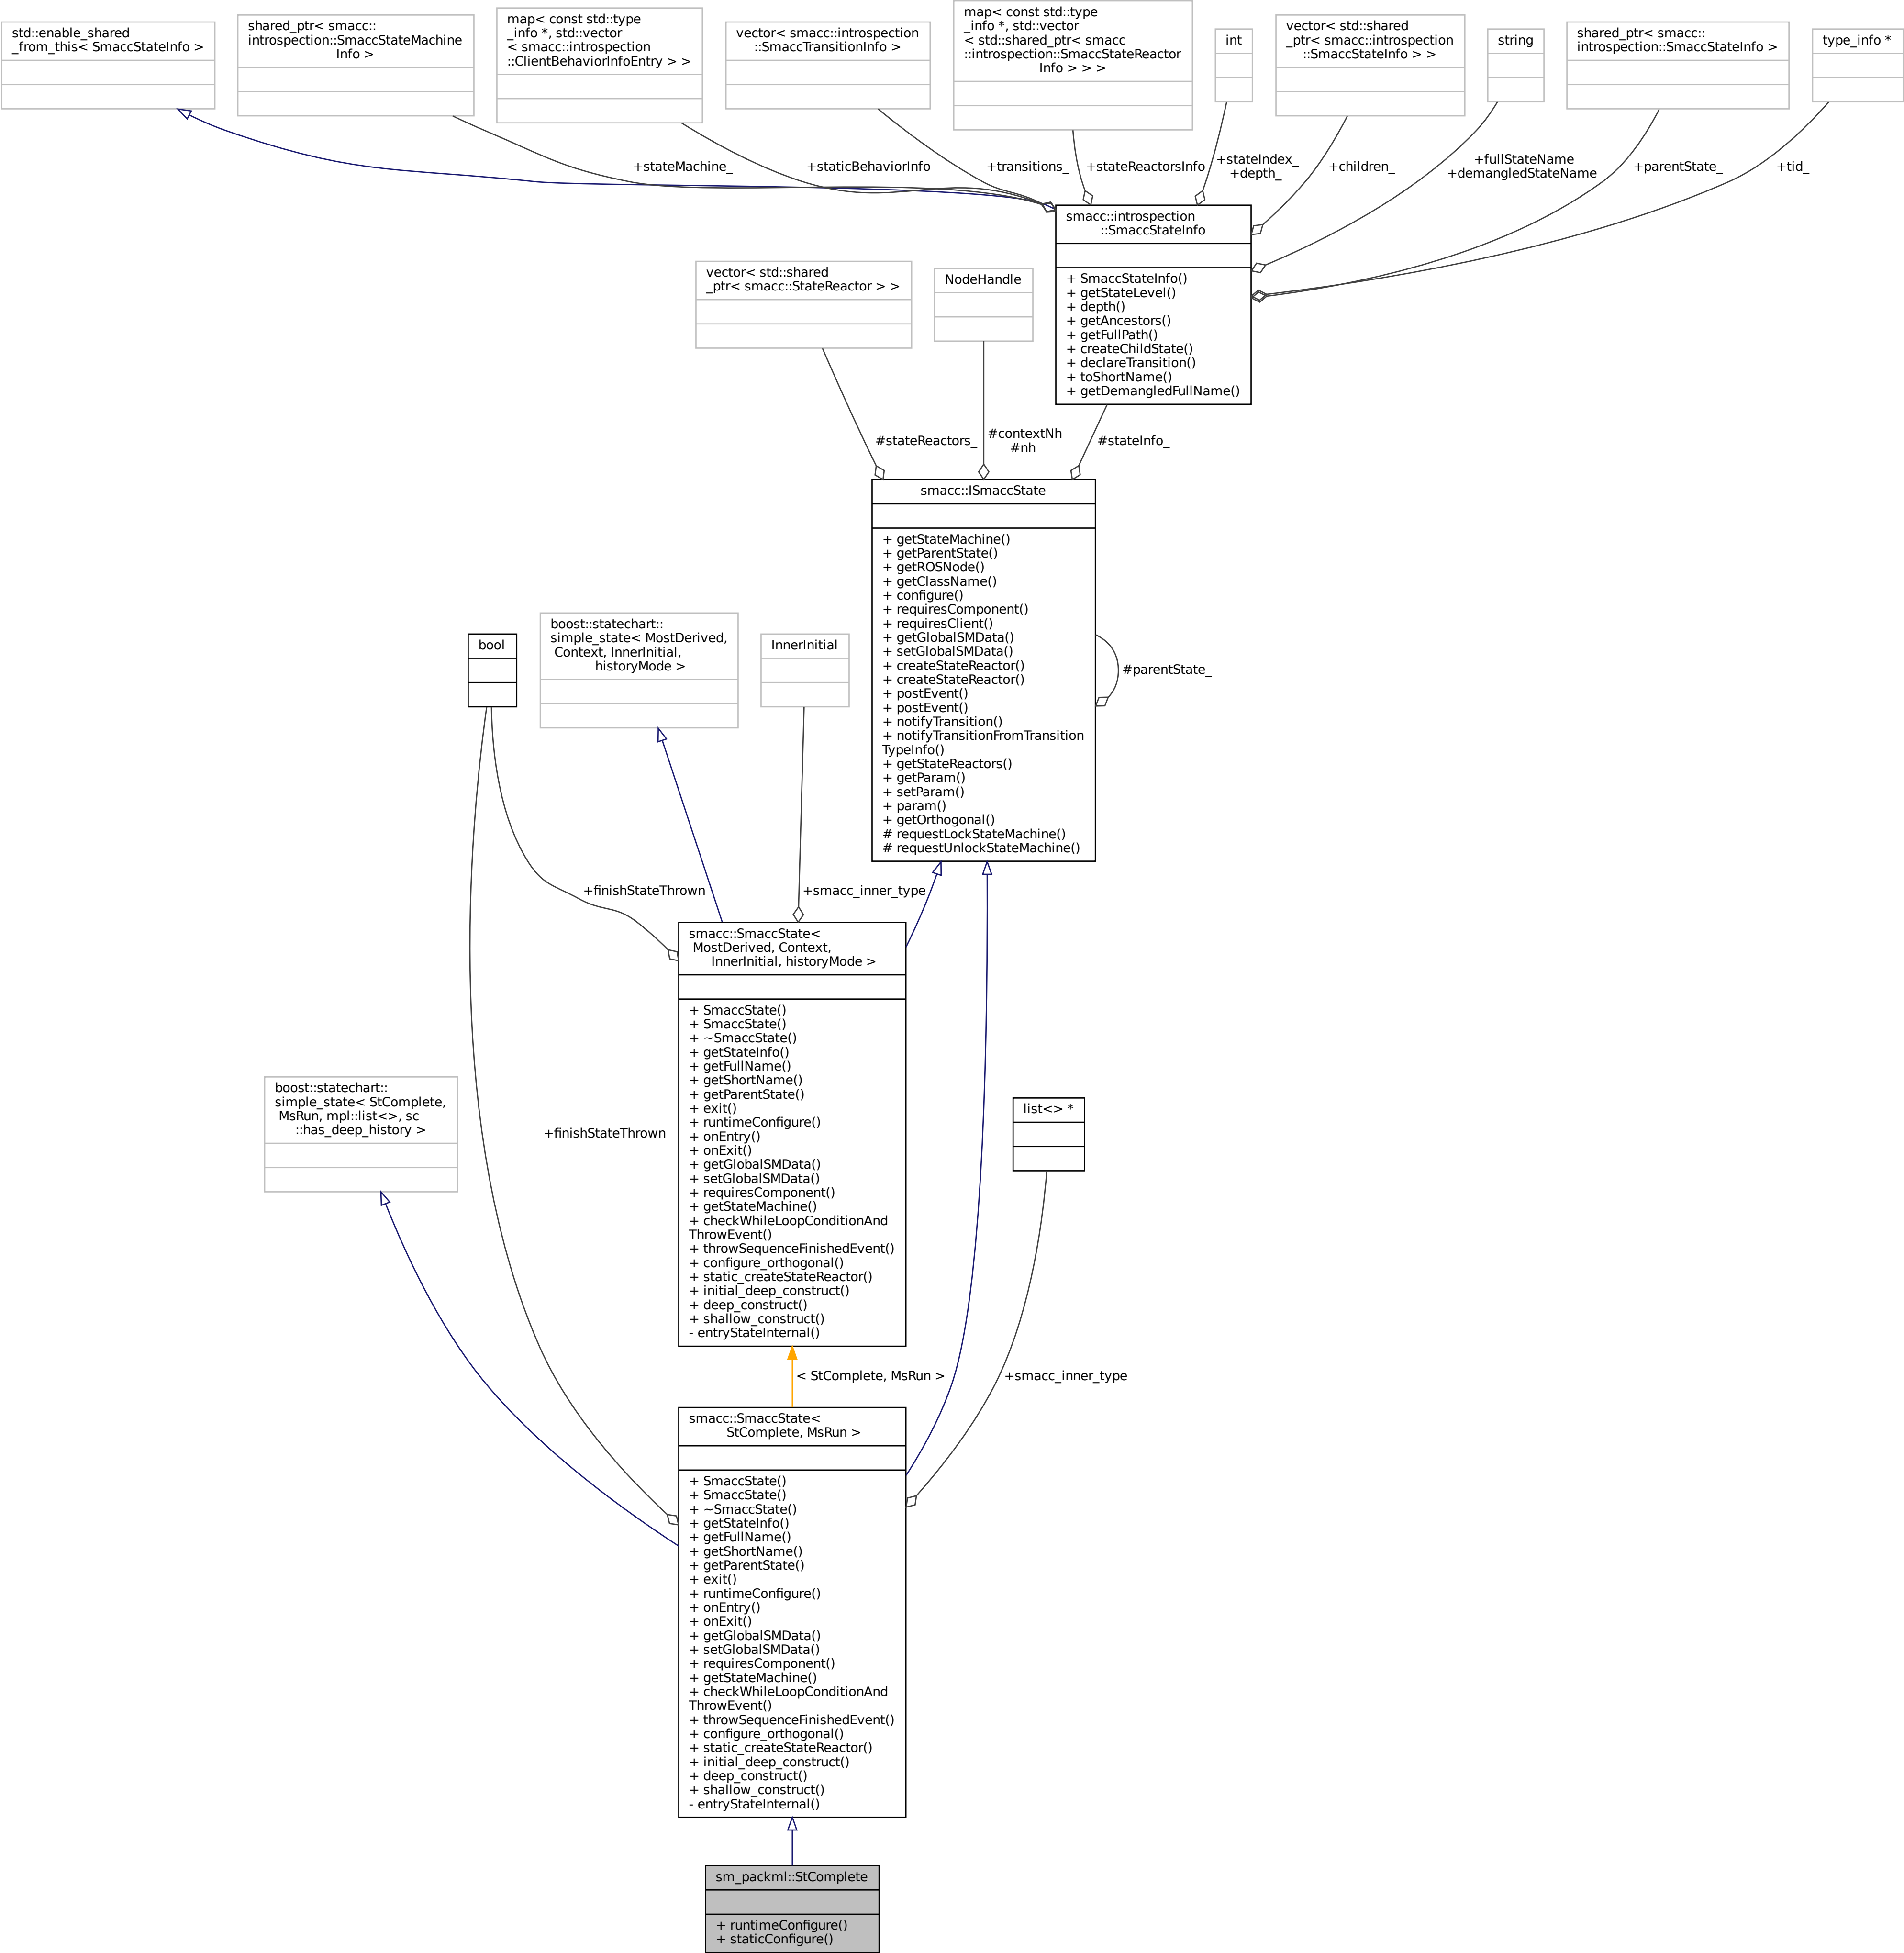 std::enable_shared
_from_this< SmaccStateInfo >
shared_ptr< smacc::
introspection::SmaccStateMachine
Info >
map< const std::type
_info *, std::vector
< smacc::introspection
::ClientBehaviorInfoEntry > >
vector< smacc::introspection
::SmaccTransitionInfo >
map< const std::type
_info *, std::vector
< std::shared_ptr< smacc
::introspection::SmaccStateReactor
Info > > >
int
vector< std::shared
_ptr< smacc::introspection
::SmaccStateInfo > >
string
shared_ptr< smacc::
introspection::SmaccStateInfo >
type_info *
+stateMachine_
+staticBehaviorInfo
+transitions_
+stateReactorsInfo
+stateIndex_
+depth_
+children_
+fullStateName
+demangledStateName
+parentState_
+tid_
smacc::introspection
::SmaccStateInfo
+ SmaccStateInfo()
+ getStateLevel()
+ depth()
+ getAncestors()
+ getFullPath()
+ createChildState()
+ declareTransition()
+ toShortName()
+ getDemangledFullName()
vector< std::shared
_ptr< smacc::StateReactor > >
NodeHandle
#stateReactors_
#contextNh
#nh
#stateInfo_
smacc::ISmaccState
+ getStateMachine()
+ getParentState()
+ getROSNode()
+ getClassName()
+ configure()
+ requiresComponent()
+ requiresClient()
+ getGlobalSMData()
+ setGlobalSMData()
+ createStateReactor()
+ createStateReactor()
+ postEvent()
+ postEvent()
+ notifyTransition()
+ notifyTransitionFromTransition
TypeInfo()
+ getStateReactors()
+ getParam()
+ setParam()
+ param()
+ getOrthogonal()
# requestLockStateMachine()
# requestUnlockStateMachine()
#parentState_
bool
boost::statechart::
simple_state< MostDerived,
Context, InnerInitial,
historyMode >
InnerInitial
+finishStateThrown
+smacc_inner_type
smacc::SmaccState<
MostDerived, Context,
InnerInitial, historyMode >
+ SmaccState()
+ SmaccState()
+ ~SmaccState()
+ getStateInfo()
+ getFullName()
+ getShortName()
+ getParentState()
+ exit()
+ runtimeConfigure()
+ onEntry()
+ onExit()
+ getGlobalSMData()
+ setGlobalSMData()
+ requiresComponent()
+ getStateMachine()
+ checkWhileLoopConditionAnd
ThrowEvent()
+ throwSequenceFinishedEvent()
+ configure_orthogonal()
+ static_createStateReactor()
+ initial_deep_construct()
+ deep_construct()
+ shallow_construct()
- entryStateInternal()
boost::statechart::
simple_state< StComplete,
MsRun, mpl::list<>, sc
::has_deep_history >
+finishStateThrown
list<> *
< StComplete, MsRun >
+smacc_inner_type
smacc::SmaccState<
StComplete, MsRun >
+ SmaccState()
+ SmaccState()
+ ~SmaccState()
+ getStateInfo()
+ getFullName()
+ getShortName()
+ getParentState()
+ exit()
+ runtimeConfigure()
+ onEntry()
+ onExit()
+ getGlobalSMData()
+ setGlobalSMData()
+ requiresComponent()
+ getStateMachine()
+ checkWhileLoopConditionAnd
ThrowEvent()
+ throwSequenceFinishedEvent()
+ configure_orthogonal()
+ static_createStateReactor()
+ initial_deep_construct()
+ deep_construct()
+ shallow_construct()
- entryStateInternal()
sm_packml::StComplete
+ runtimeConfigure()
+ staticConfigure()